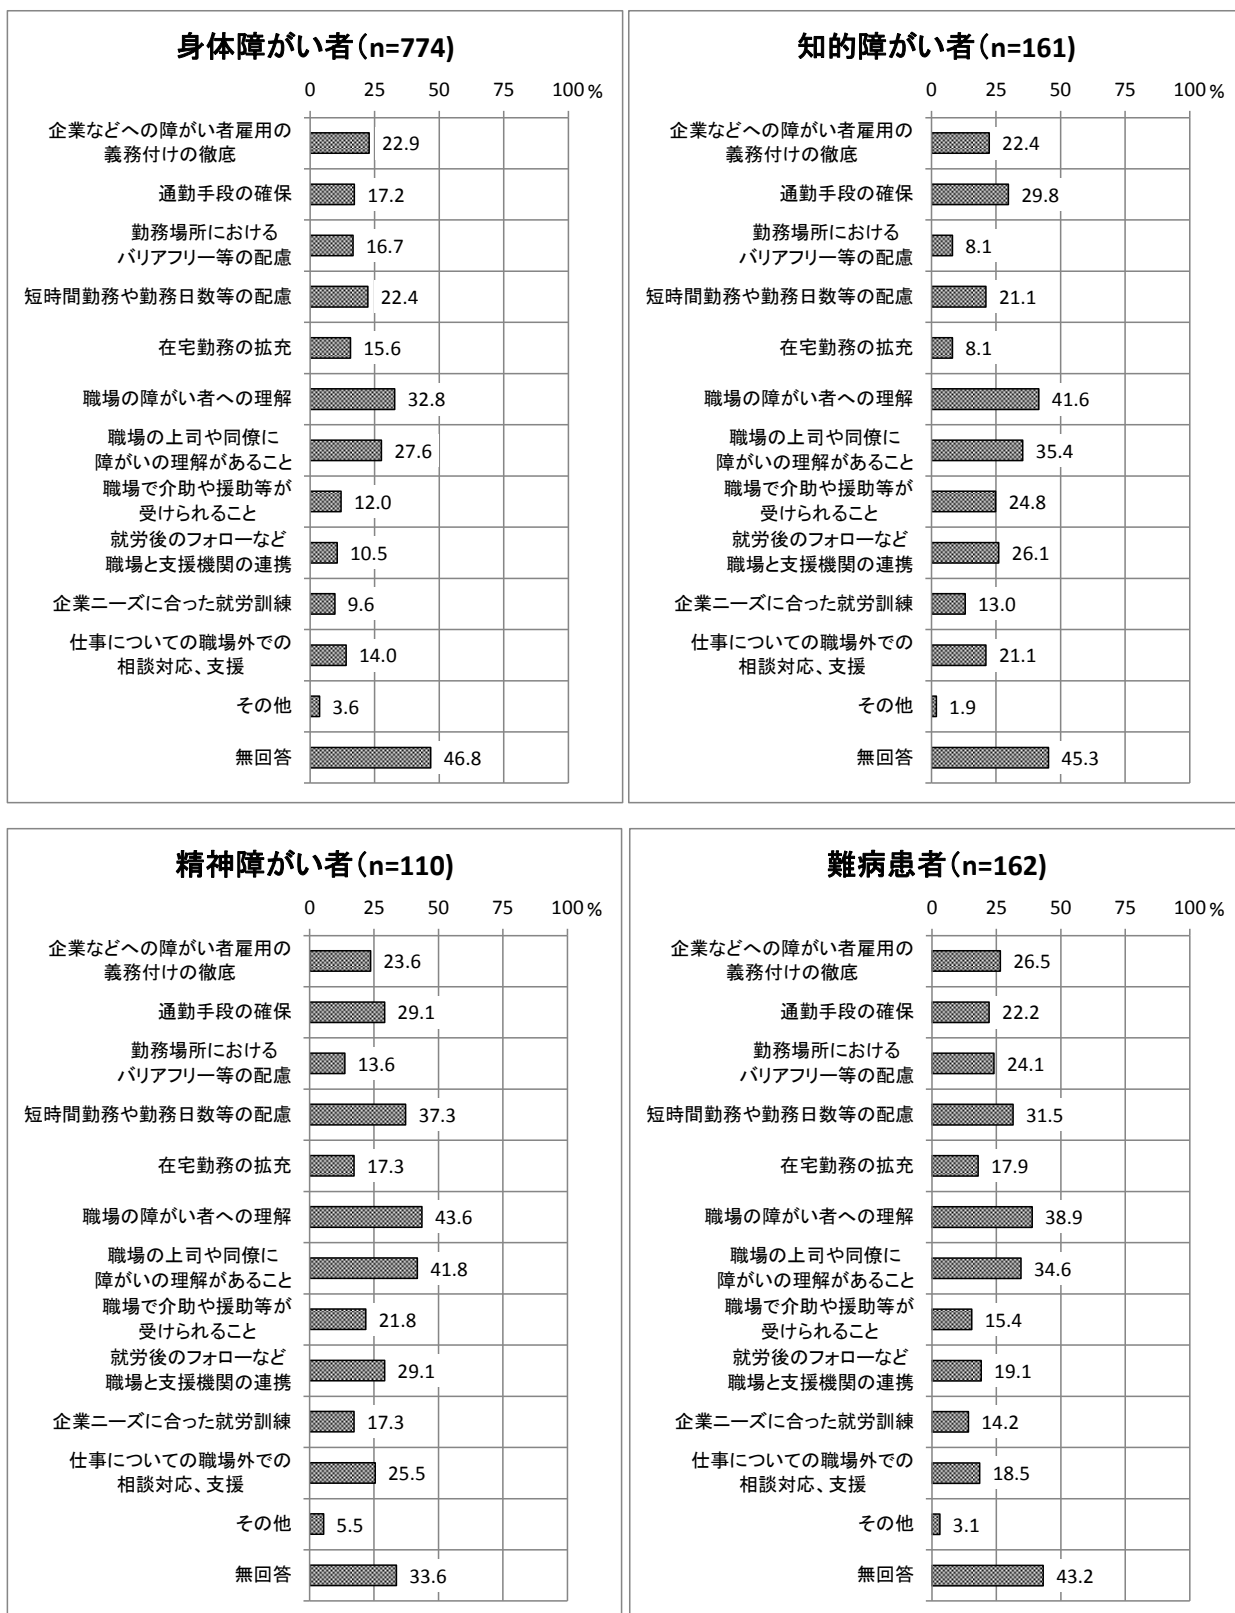 身体障がい者(n=774)
0 25 50 75 100 %
企業などへの障がい者雇用の
義務付けの徹底
22.9
通勤手段の確保 17.2
勤務場所における
バリアフリー等の配慮
16.7
短時間勤務や勤務日数等の配慮 22.4
在宅勤務の拡充 15.6
職場の障がい者への理解 32.8
職場の上司や同僚に
障がいの理解があること
27.6
職場で介助や援助等が
受けられること
12.0
就労後のフォローなど
職場と支援機関の連携
10.5
企業ニーズに合った就労訓練 9.6
仕事についての職場外での
相談対応、支援
14.0
その他 3.6
無回答 46.8
知的障がい者(n=161)
0 25 50 75 100 %
企業などへの障がい者雇用の
義務付けの徹底
22.4
通勤手段の確保 29.8
勤務場所における
バリアフリー等の配慮
8.1
短時間勤務や勤務日数等の配慮 21.1
在宅勤務の拡充 8.1
職場の障がい者への理解 41.6
職場の上司や同僚に
障がいの理解があること
35.4
職場で介助や援助等が
受けられること
24.8
就労後のフォローなど
職場と支援機関の連携
26.1
企業ニーズに合った就労訓練 13.0
仕事についての職場外での
相談対応、支援
21.1
その他 1.9
無回答 45.3
精神障がい者(n=110)
0 25 50 75 100 %
企業などへの障がい者雇用の
義務付けの徹底
23.6
通勤手段の確保 29.1
勤務場所における
バリアフリー等の配慮
13.6
短時間勤務や勤務日数等の配慮 37.3
在宅勤務の拡充 17.3
職場の障がい者への理解 43.6
職場の上司や同僚に
障がいの理解があること
41.8
職場で介助や援助等が
受けられること
21.8
就労後のフォローなど
職場と支援機関の連携
29.1
企業ニーズに合った就労訓練 17.3
仕事についての職場外での
相談対応、支援
25.5
その他 5.5
無回答 33.6
難病患者(n=162)
0 25 50 75 100 %
企業などへの障がい者雇用の
義務付けの徹底
26.5
通勤手段の確保 22.2
勤務場所における
バリアフリー等の配慮
24.1
短時間勤務や勤務日数等の配慮 31.5
在宅勤務の拡充 17.9
職場の障がい者への理解 38.9
職場の上司や同僚に
障がいの理解があること
34.6
職場で介助や援助等が
受けられること
15.4
就労後のフォローなど
職場と支援機関の連携
19.1
企業ニーズに合った就労訓練 14.2
仕事についての職場外での
相談対応、支援
18.5
その他 3.1
無回答 43.2